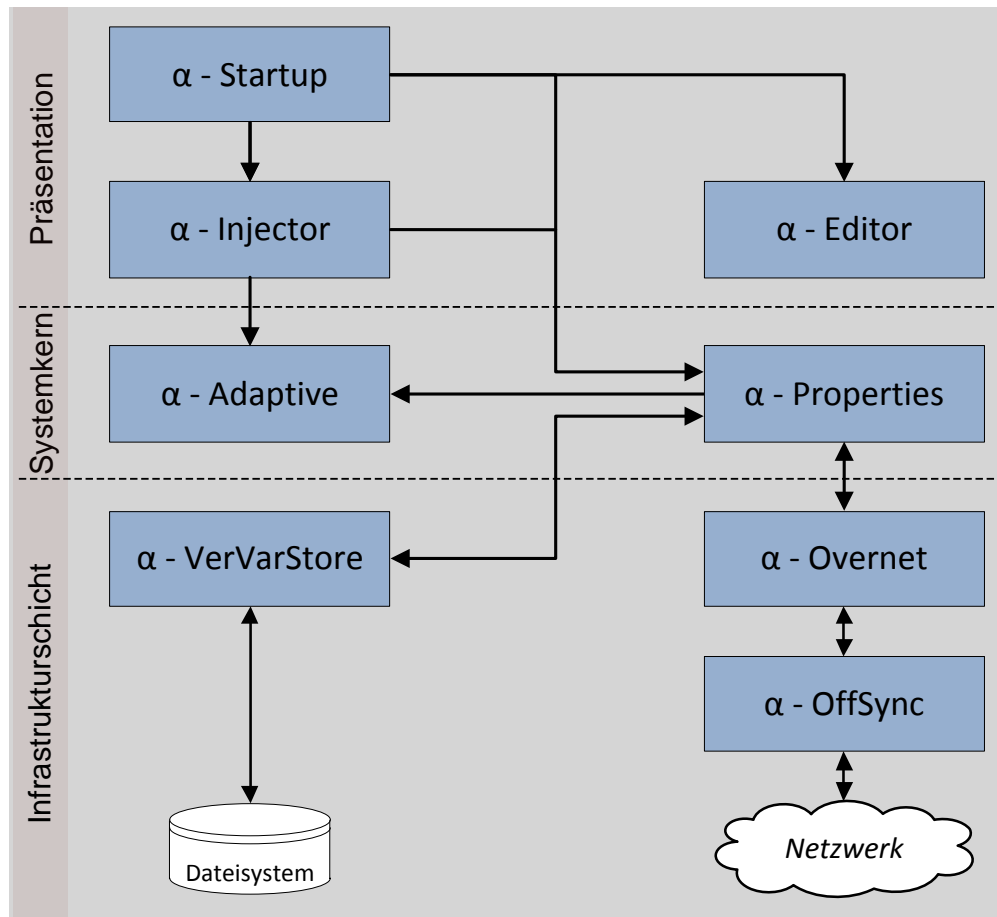 Präsentation
α - Startup
α - Injector
α - Editor
Systemkern
α - Adaptive
α - Properties
Infrastrukturschicht
α - VerVarStore
α - Overnet
α - OffSync
Dateisystem
Netzwerk